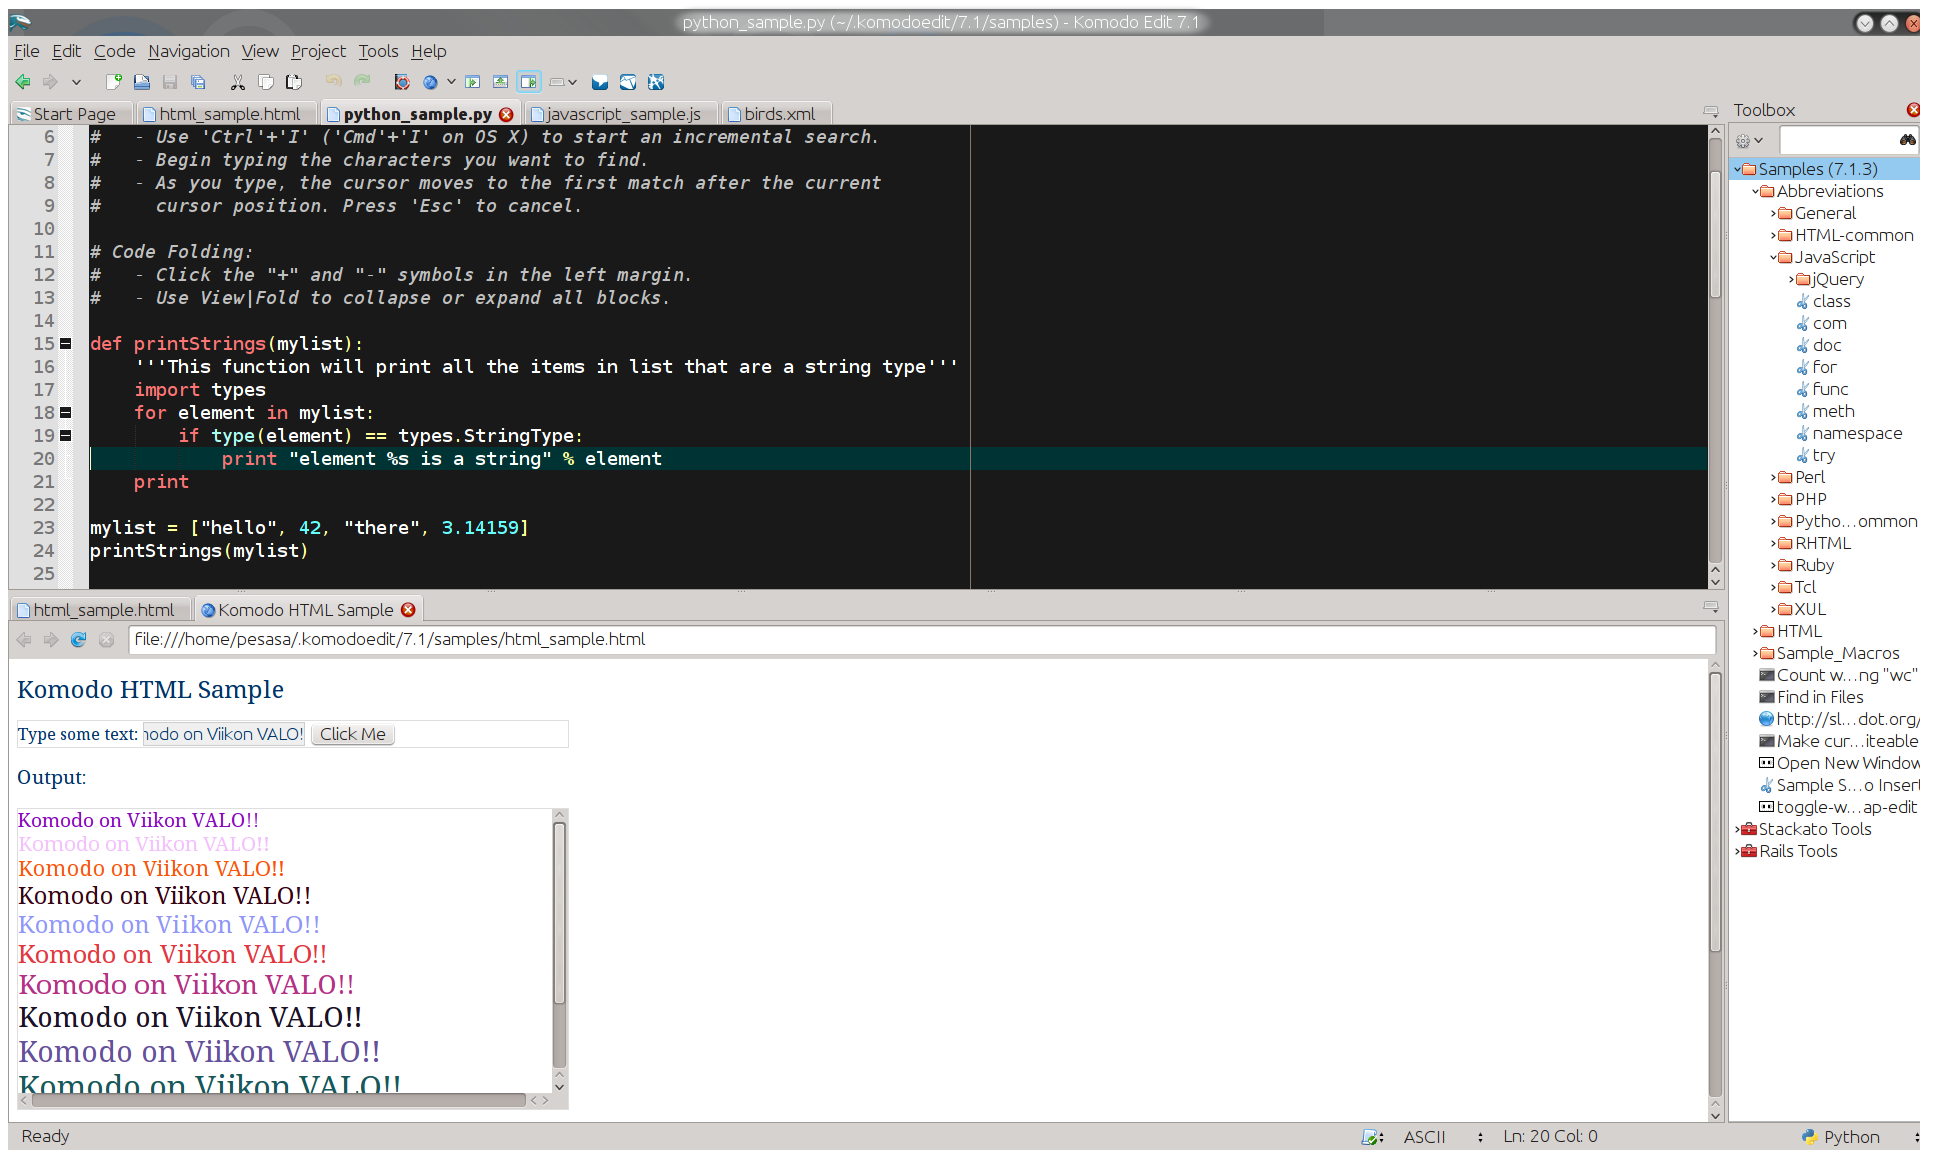 python_sample.py (~/.komodoedit/7.1/samples) - Komodo Edit 7.1
File Edit Code Navigation View Project Tools Help
Start Page html_sample.html python_sample.py javascript_sample.js birds.xml
6 #   - Use 'Ctrl'+'I' ('Cmd'+'I' on OS X) to start an incremental search.
7 #   - Begin typing the characters you want to find.
8 #   - As you type, the cursor moves to the first match after the current
9 #     cursor position. Press 'Esc' to cancel.
10
11 # Code Folding:
12 #   - Click the "+" and "-" symbols in the left margin.
13 #   - Use View|Fold to collapse or expand all blocks.
14
15 def printStrings(mylist):
16     '''This function will print all the items in list that are a string type'''
17     import types
18     for element in mylist:
19         if type(element) == types.StringType:
20             print "element %s is a string" % element
21     print
22
23 mylist = ["hello", 42, "there", 3.14159]
24 printStrings(mylist)
25
html_sample.html Komodo HTML Sample
file:///home/pesasa/.komodoedit/7.1/samples/html_sample.html
Komodo HTML Sample
Type some text: modo on Viikon VALO! Click Me
Output:
Komodo on Viikon VALO!!
Komodo on Viikon VALO!!
Komodo on Viikon VALO!!
Komodo on Viikon VALO!!
Komodo on Viikon VALO!!
Komodo on Viikon VALO!!
Komodo on Viikon VALO!!
Komodo on Viikon VALO!!
Komodo on Viikon VALO!!
Komodo on Viikon VALO!!
Toolbox
Samples (7.1.3)
Abbreviations
General
HTML-common
JavaScript
jQuery
class
com
doc
for
func
meth
namespace
try
Perl
PHP
Pytho...ommon
RHTML
Ruby
Tcl
XUL
HTML
Sample_Macros
Count w...ng "wc"
Find in Files
http://sl...dot.org/
Make cur...iteable
Open New Window
Sample S...o Insert
toggle-w...ap-edit
Stackato Tools
Rails Tools
Ready ASCII Ln: 20 Col: 0 Python